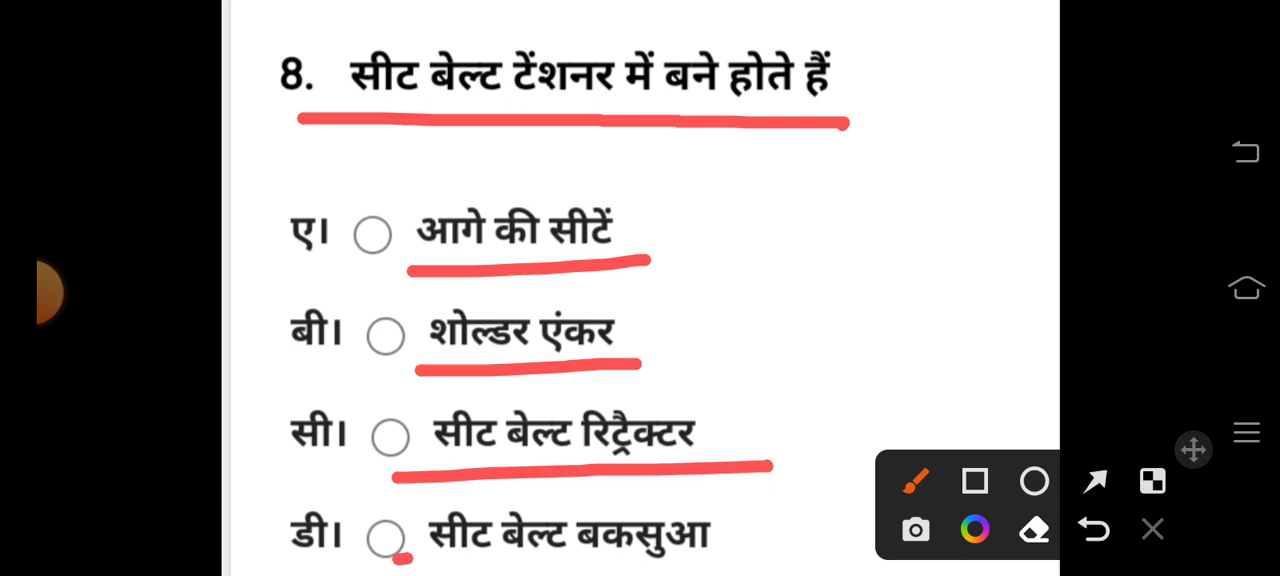 8. सीट बेल्ट टेंशनर में बने होते हैं
ए। आगे की सीटें
बी। शोल्डर एंकर
सी। सीट बेल्ट रिट्रैक्टर
डी। सीट बेल्ट बकसुआ